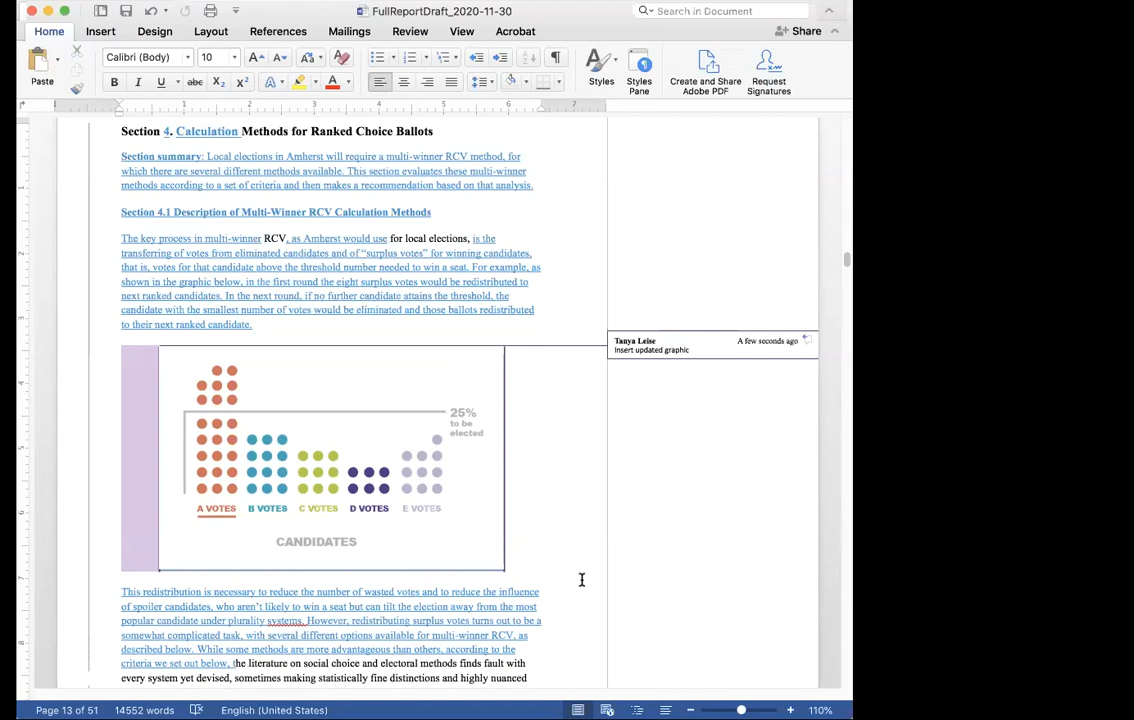 FullReportDraft_2020-11-30
Search in Document
Home Insert Design Layout References Mailings Review View Acrobat Share
Paste
Calibri (Body) 10
Styles
Styles Pane
Create and Share Adobe PDF
Request Signatures
1 2 3 4 5 6 7
Section 4. Calculation Methods for Ranked Choice Ballots
Section summary: Local elections in Amherst will require a multi-winner RCV method, for
which there are several different methods available. This section evaluates these multi-winner
methods according to a set of criteria and then makes a recommendation based on that analysis.
Section 4.1 Description of Multi-Winner RCV Calculation Methods
The key process in multi-winner RCV, as Amherst would use for local elections, is the
transferring of votes from eliminated candidates and of “surplus votes” for winning candidates,
that is, votes for that candidate above the threshold number needed to win a seat. For example, as
shown in the graphic below, in the first round the eight surplus votes would be redistributed to
next ranked candidates. In the next round, if no further candidate attains the threshold, the
candidate with the smallest number of votes would be eliminated and those ballots redistributed
to their next ranked candidate.
Tanya Leise A few seconds ago
Insert updated graphic
25%
to be
elected
A VOTES B VOTES C VOTES D VOTES E VOTES
CANDIDATES
This redistribution is necessary to reduce the number of wasted votes and to reduce the influence
of spoiler candidates, who aren’t likely to win a seat but can tilt the election away from the most
popular candidate under plurality systems. However, redistributing surplus votes turns out to be a
somewhat complicated task, with several different options available for multi-winner RCV, as
described below. While some methods are more advantageous than others, according to the
criteria we set out below, the literature on social choice and electoral methods finds fault with
every system yet devised, sometimes making statistically fine distinctions and highly nuanced
Page 13 of 51 14552 words English (United States) 110%